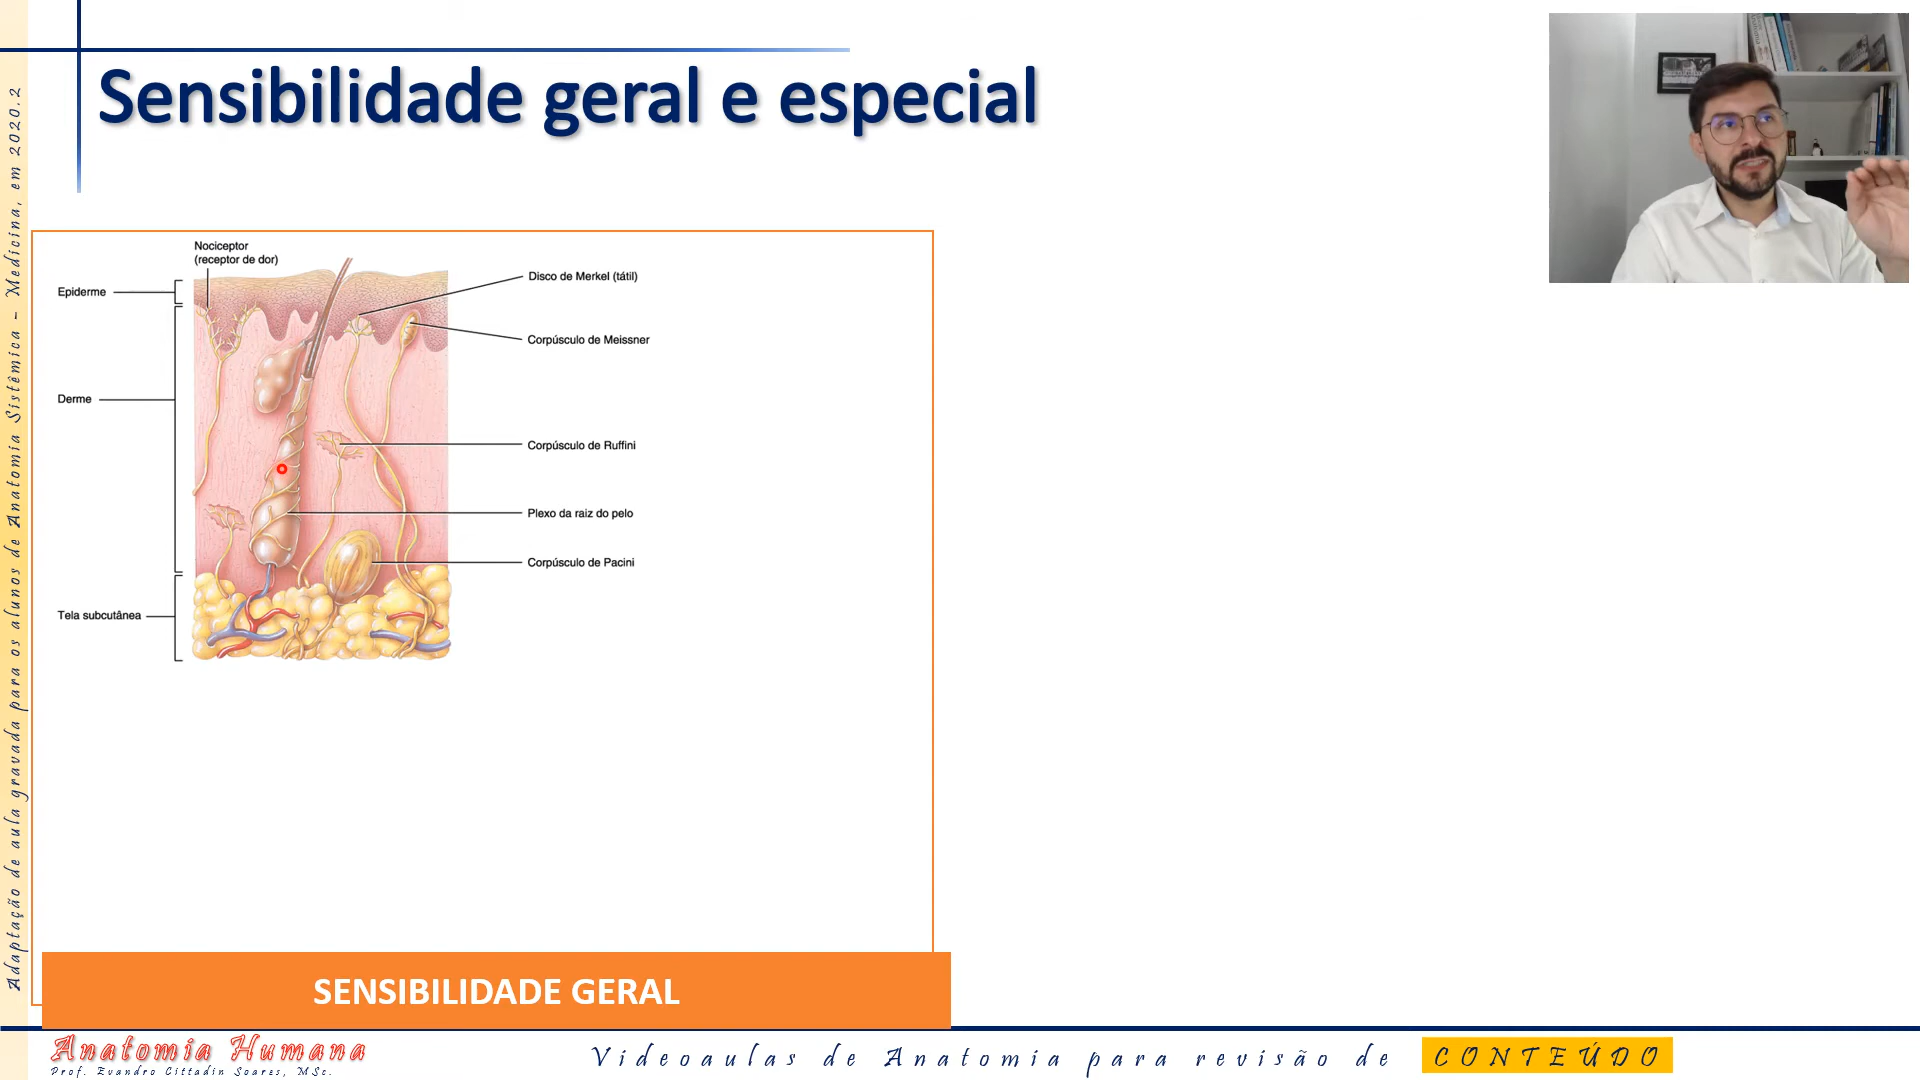 Sensibilidade geral e especial
Adaptação de aula gravada para os alunos de Anatomia Sistêmica - Medicina, em 2020.2
Nociceptor
(receptor de dor)
Epiderme
Derme
Tela subcutânea
Disco de Merkel (tátil)
Corpúsculo de Meissner
Corpúsculo de Ruffini
Plexo da raiz do pelo
Corpúsculo de Pacini
SENSIBILIDADE GERAL
Anatomia Humana
Prof. Evandro Cittadin Soares, MSc.
Videoaulas de Anatomia para revisão de CONTEÚDO